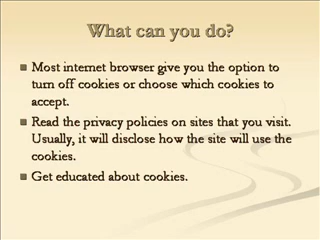 What can you do?
Most internet browser give you the option to
turn off cookies or choose which cookies to
accept.
Read the privacy policies on sites that you visit.
Usually, it will disclose how the site will use the
cookies.
Get educated about cookies.